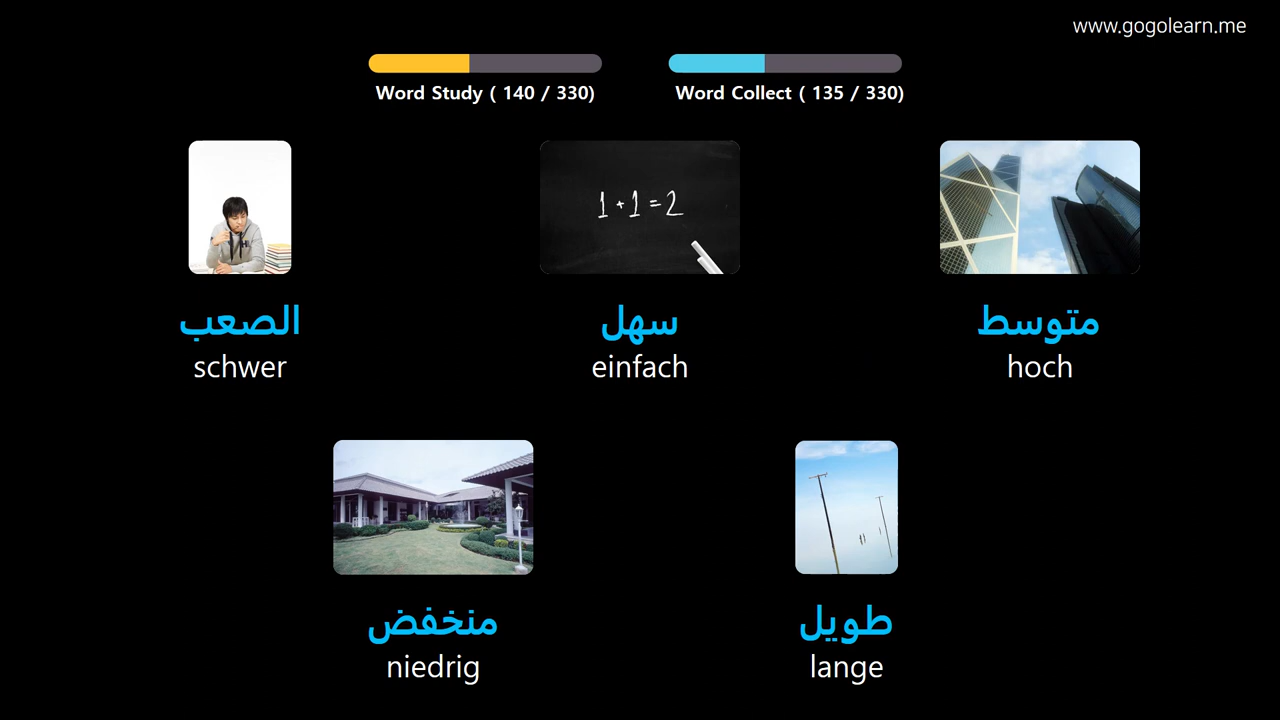 www.gogolearn.me
Word Study ( 140 / 330)
Word Collect ( 135 / 330)
1 + 1 = 2
الصعب
schwer
سهل
einfach
متوسط
hoch
منخفض
niedrig
طويل
lange